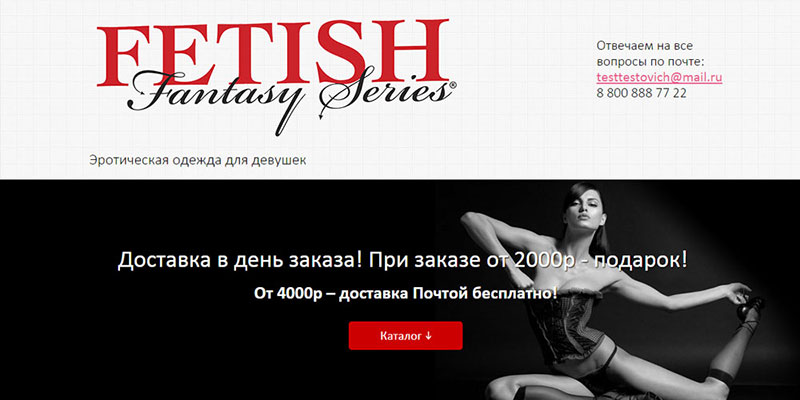 FETISH
Fantasy Series®
Отвечаем на все
вопросы по почте:
testtestovich@mail.ru
8 800 888 77 22
Эротическая одежда для девушек
Доставка в день заказа! При заказе от 2000р - подарок!
От 4000р – доставка Почтой бесплатно!
Каталог ↓